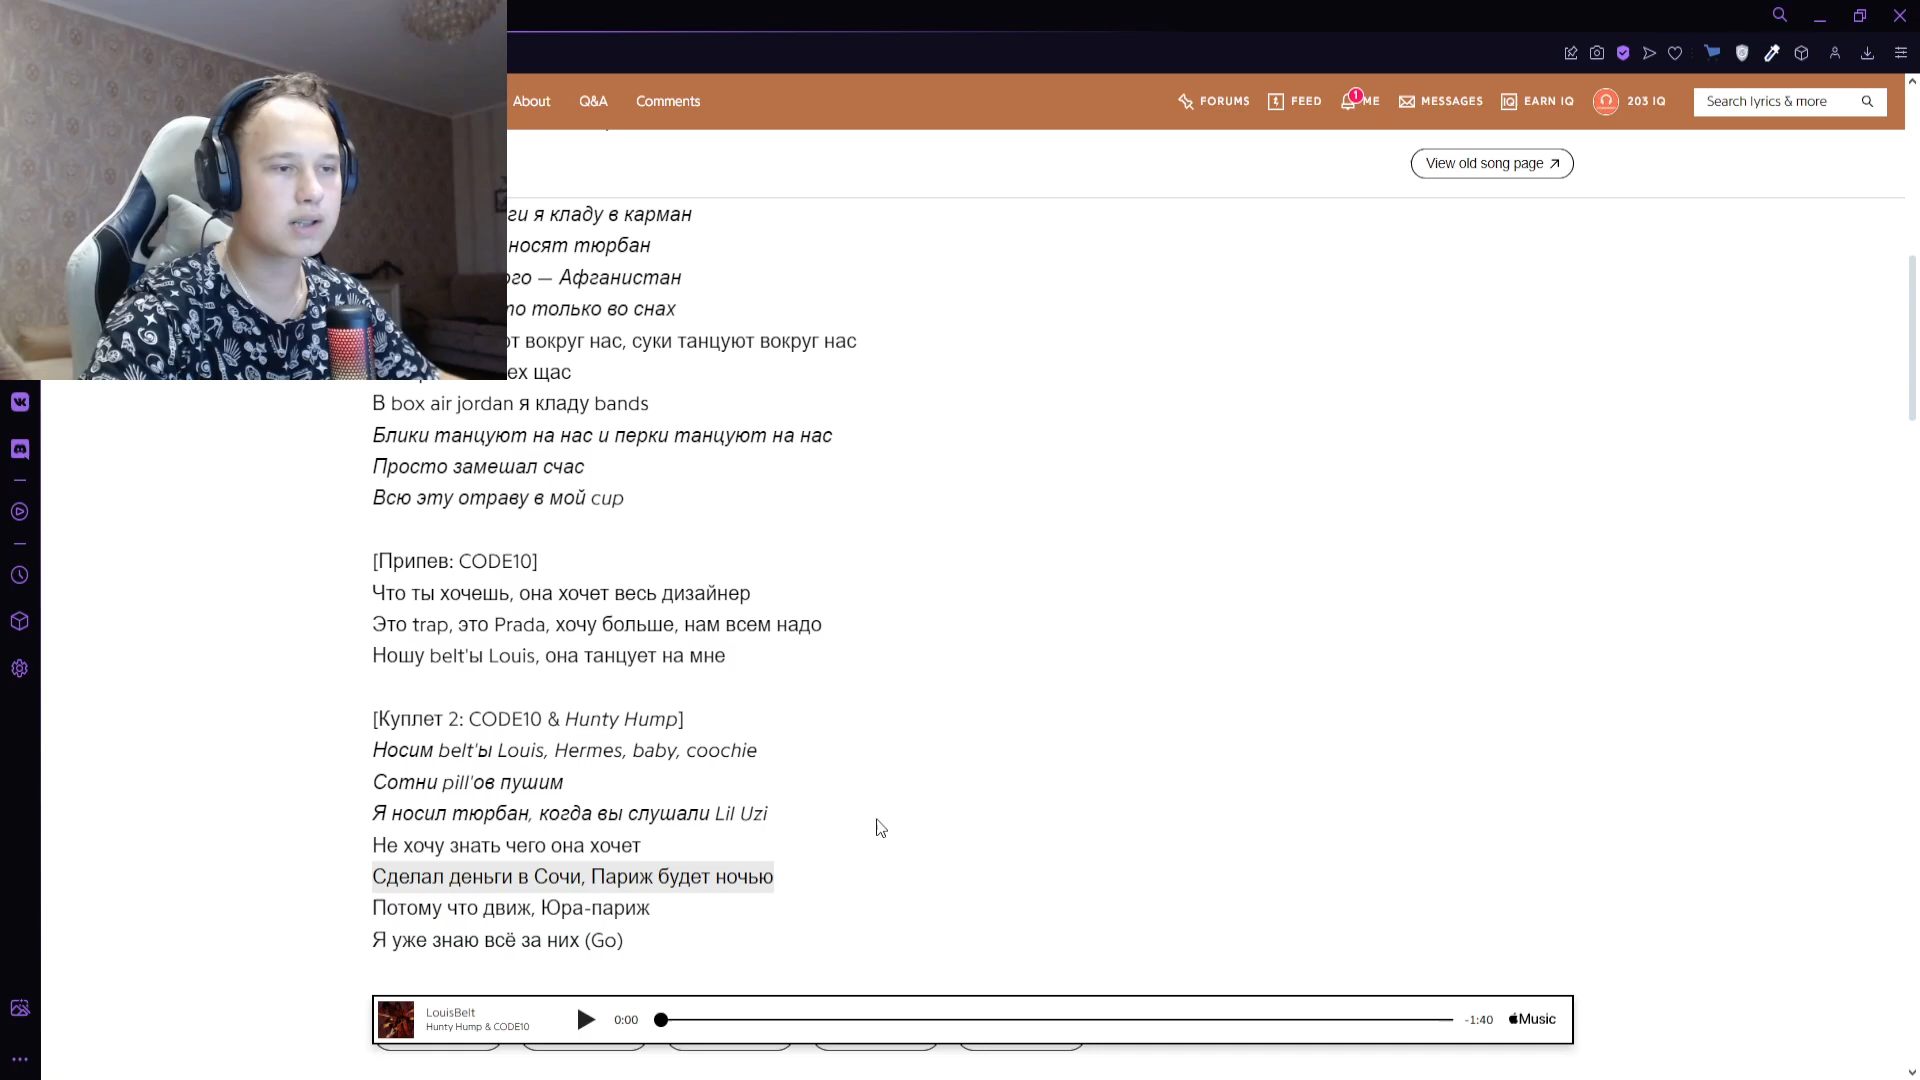 About Q&A Comments FORUMS FEED 1 ME MESSAGES EARN IQ 203 IQ Search lyrics & more
View old song page
ги я кладу в карман
носят тюрбан
ого — Афганистан
то только во снах
от вокруг нас, суки танцуют вокруг нас
ех щас
В box air jordan я кладу bands
Блики танцуют на нас и перки танцуют на нас
Просто замешал счас
Всю эту отраву в мой cup
[Припев: CODE10]
Что ты хочешь, она хочет весь дизайнер
Это trap, это Prada, хочу больше, нам всем надо
Ношу belt'ы Louis, она танцует на мне
[Куплет 2: CODE10 & Hunty Hump]
Носим belt'ы Louis, Hermes, baby, coochie
Сотни pill'ов пушим
Я носил тюрбан, когда вы слушали Lil Uzi
Не хочу знать чего она хочет
Сделал деньги в Сочи, Париж будет ночью
Потому что движ, Юра-париж
Я уже знаю всё за них (Go)
LouisBelt
Hunty Hump & CODE10
0:00 -1:40 Music